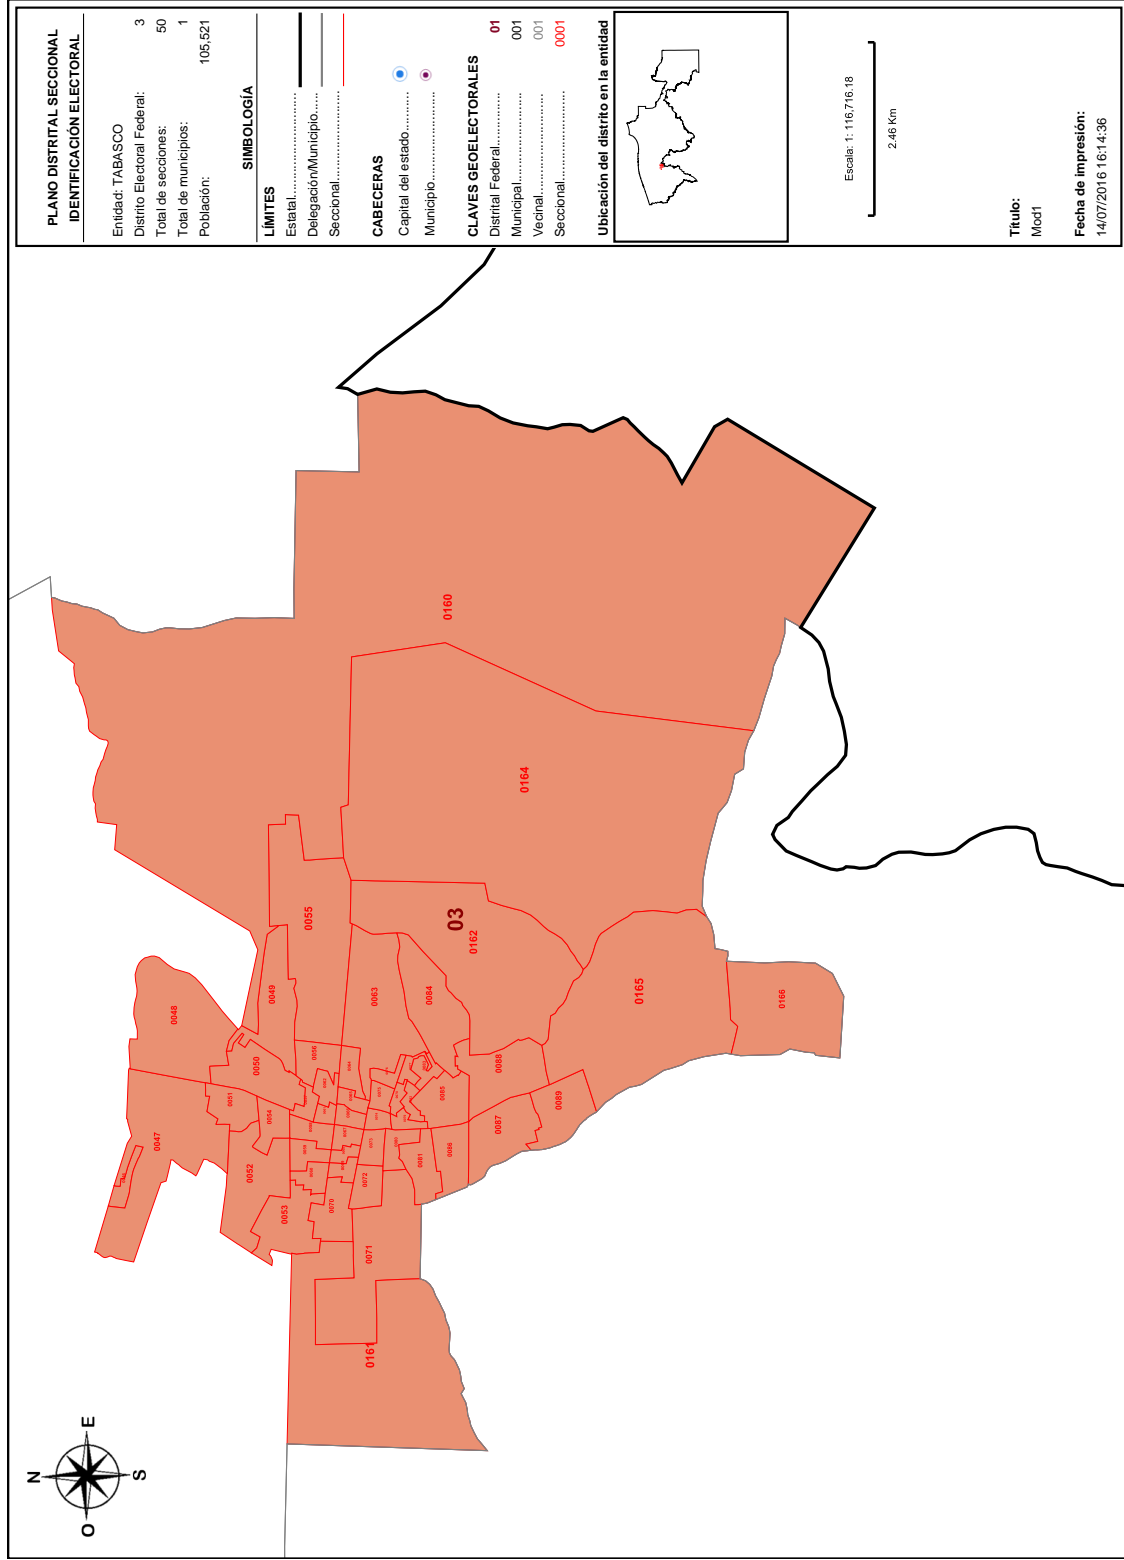 PLANO DISTRITAL SECCIONAL
IDENTIFICACIÓN ELECTORAL
Entidad: TABASCO
Distrito Electoral Federal: 3
Total de secciones: 50
Total de municipios: 1
Población: 105,521
SIMBOLOGÍA
LÍMITES
Estatal
Delegación/Municipio
Seccional
CABECERAS
Capital del estado
Municipio
CLAVES GEOELECTORALES
Distrital Federal 01
Municipal 001
Vecinal 001
Seccional 0001
Ubicación del distrito en la entidad
Escala: 1: 116,716.18
2.46 Km
Título:
Mod1
Fecha de impresión:
14/07/2016 16:14:36
N
O
E
S
0047
0048
0051
0050
0049
0054
0052
0053
0055
0056
0063
0084
03
0162
0160
0164
0165
0166
0088
0089
0087
0085
0086
0081
0072
0070
0071
0161